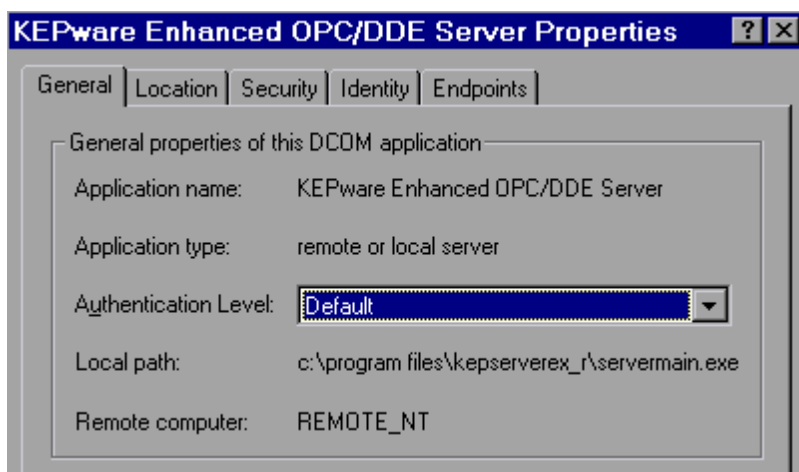 KEPware Enhanced OPC/DDE Server Properties ? ×
General Location Security Identity Endpoints
General properties of this DCOM application
Application name: KEPware Enhanced OPC/DDE Server
Application type: remote or local server
Authentication Level: Default
Local path: c:\program files\kepserverex_r\servermain.exe
Remote computer: REMOTE_NT